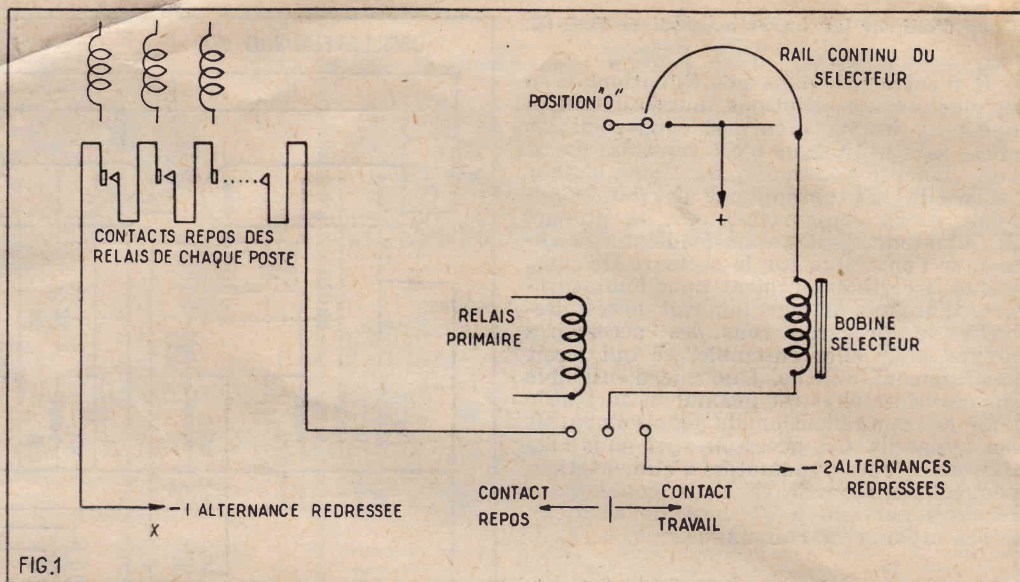 RAIL CONTINU DU
SELECTEUR
POSITION "O"
+
CONTACTS REPOS DES
RELAIS DE CHAQUE POSTE
RELAIS
PRIMAIRE
BOBINE
SELECTEUR
– 2 ALTERNANCES
REDRESSEES
– 1 ALTERNANCE REDRESSEE
X
CONTACT
REPOS
CONTACT
TRAVAIL
FIG.1